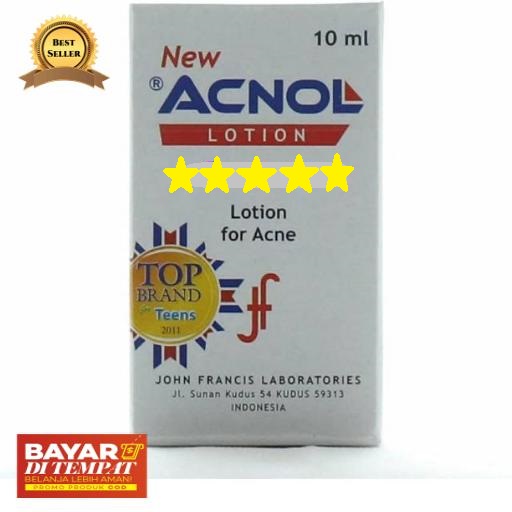 BEST
SELLER
10 ml
New
® ACNOL
LOTION
Lotion
for Acne
TOP
BRAND
for Teens
2011
JOHN FRANCIS LABORATORIES
Jl. Sunan Kudus 54 KUDUS 59313
INDONESIA
BAYAR
DI TEMPAT
BELANJA LEBIH AMAN!
PROMO PRODUK COD